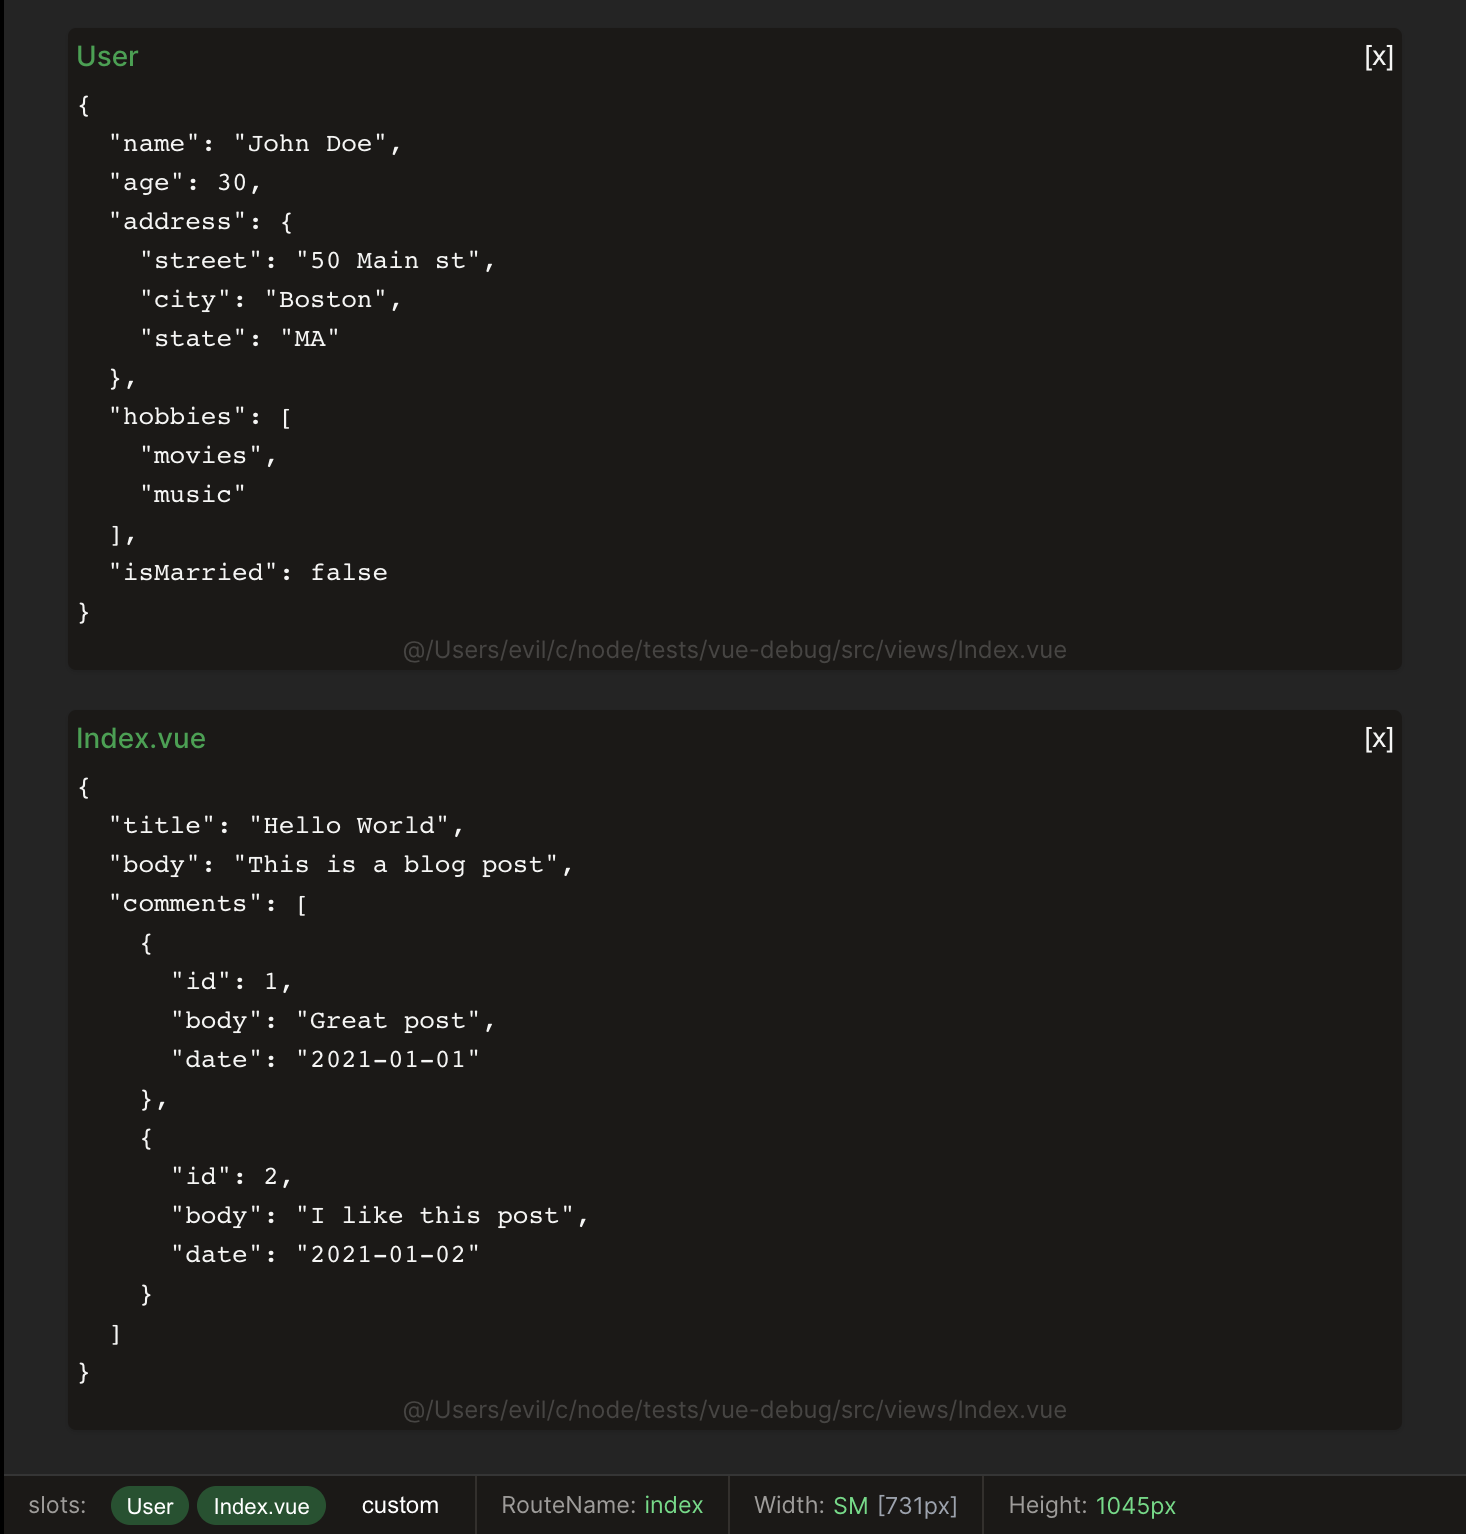 User [x]
{
  "name": "John Doe",
  "age": 30,
  "address": {
    "street": "50 Main st",
    "city": "Boston",
    "state": "MA"
  },
  "hobbies": [
    "movies",
    "music"
  ],
  "isMarried": false
}
@/Users/evil/c/node/tests/vue-debug/src/views/Index.vue
Index.vue [x]
{
  "title": "Hello World",
  "body": "This is a blog post",
  "comments": [
    {
      "id": 1,
      "body": "Great post",
      "date": "2021-01-01"
    },
    {
      "id": 2,
      "body": "I like this post",
      "date": "2021-01-02"
    }
  ]
}
@/Users/evil/c/node/tests/vue-debug/src/views/Index.vue
slots: User Index.vue custom RouteName: index Width: SM [731px] Height: 1045px